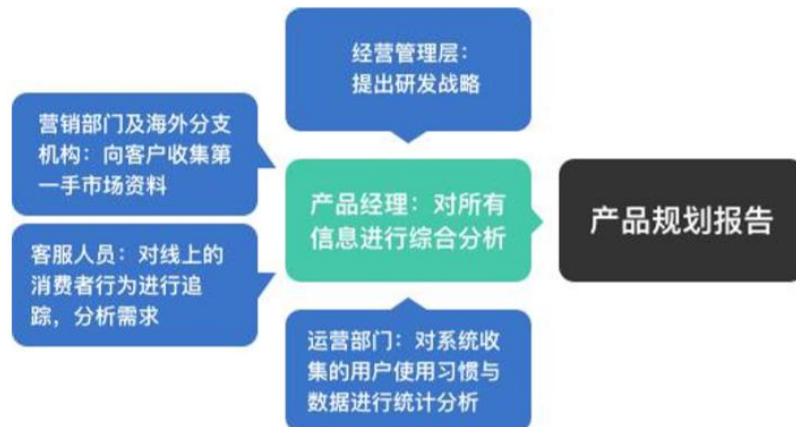 经营管理层：
提出研发战略
营销部门及海外分支
机构：向客户收集第
一手市场资料
产品经理：对所有
信息进行综合分析
产品规划报告
客服人员：对线上的
消费者行为进行追
踪，分析需求
运营部门：对系统收
集的用户使用习惯与
数据进行统计分析